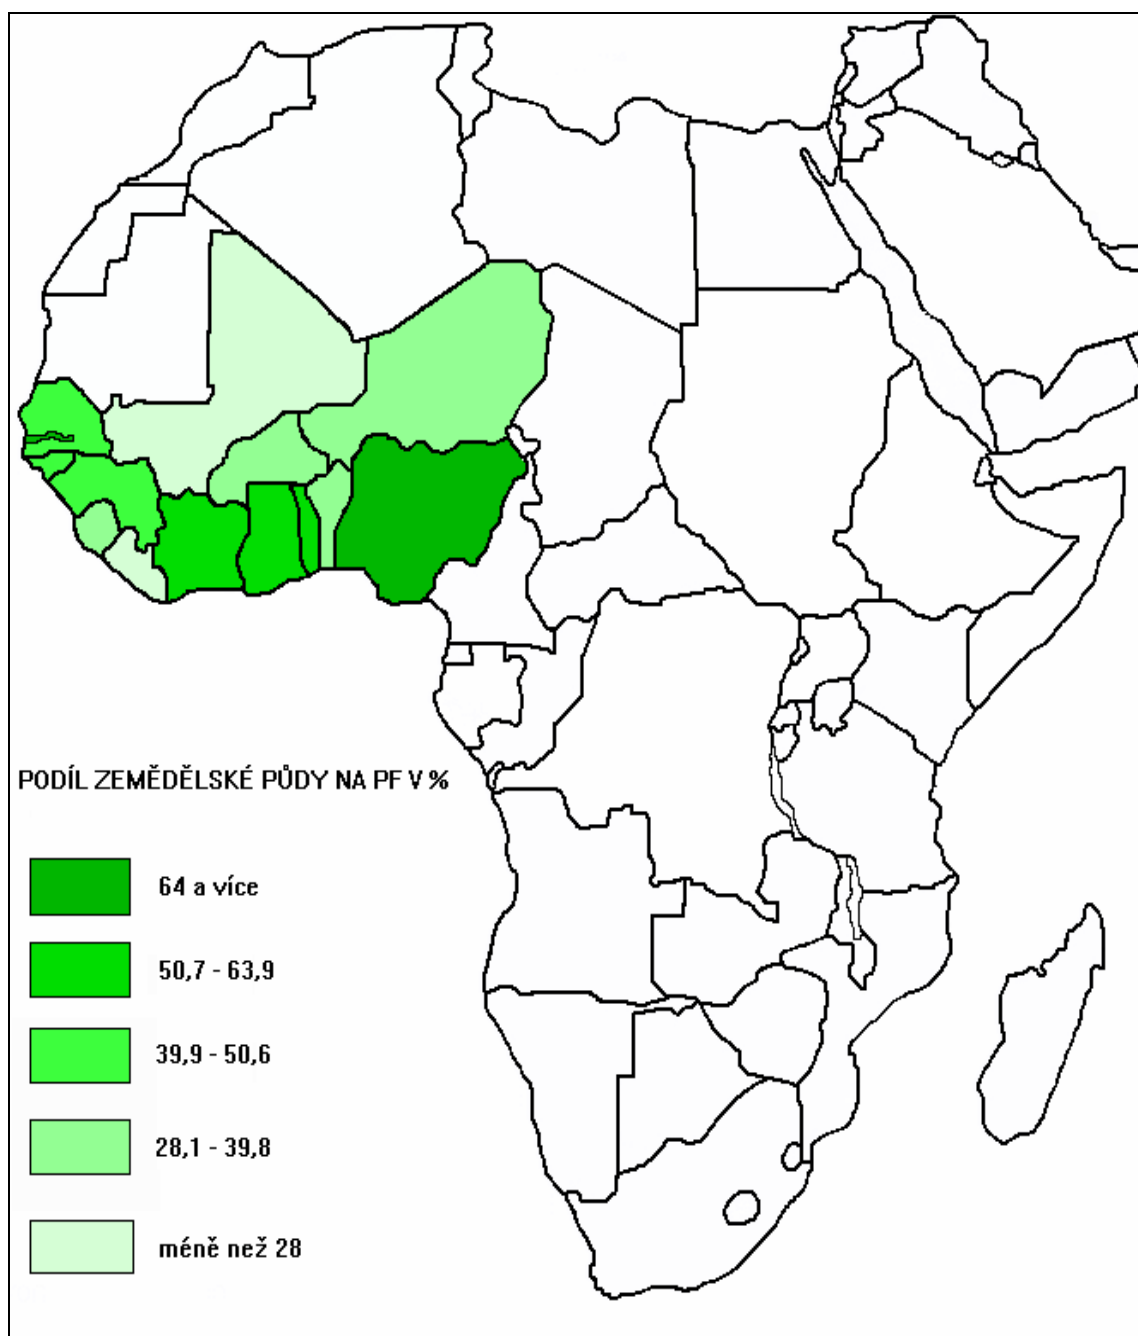 PODÍL ZEMĚDĚLSKÉ PŮDY NA PF V %
64 a více
50,7 - 63,9
39,9 - 50,6
28,1 - 39,8
méně než 28